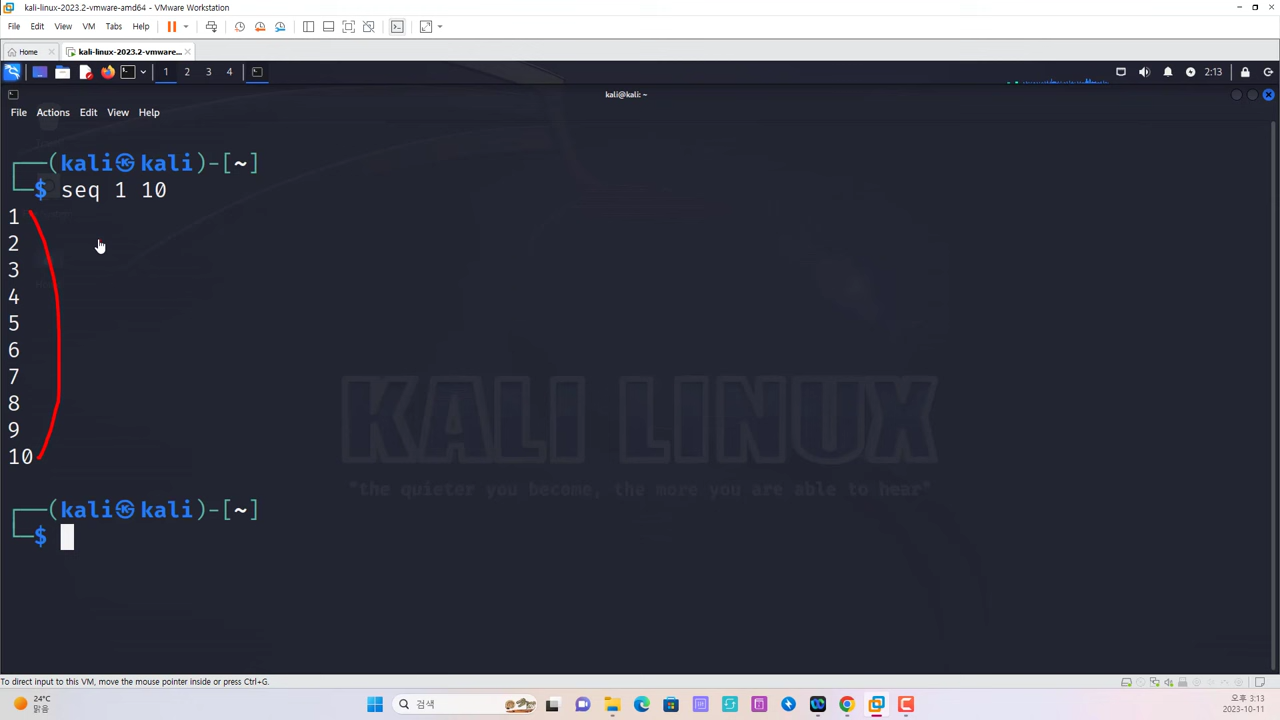 kali-linux-2023.2-vmware-amd64 - VMware Workstation
File Edit View VM Tabs Help
Home kali-linux-2023.2-vmware...
1 2 3 4 2:13
kali@kali: ~
File Actions Edit View Help
(kali㉿kali)-[~]
$ seq 1 10
1
2
3
4
5
6
7
8
9
10
KALI LINUX
"the quieter you become, the more you are able to hear"
(kali㉿kali)-[~]
$
To direct input to this VM, move the mouse pointer inside or press Ctrl+G.
24°C
맑음
검색
오후 3:13
2023-10-11